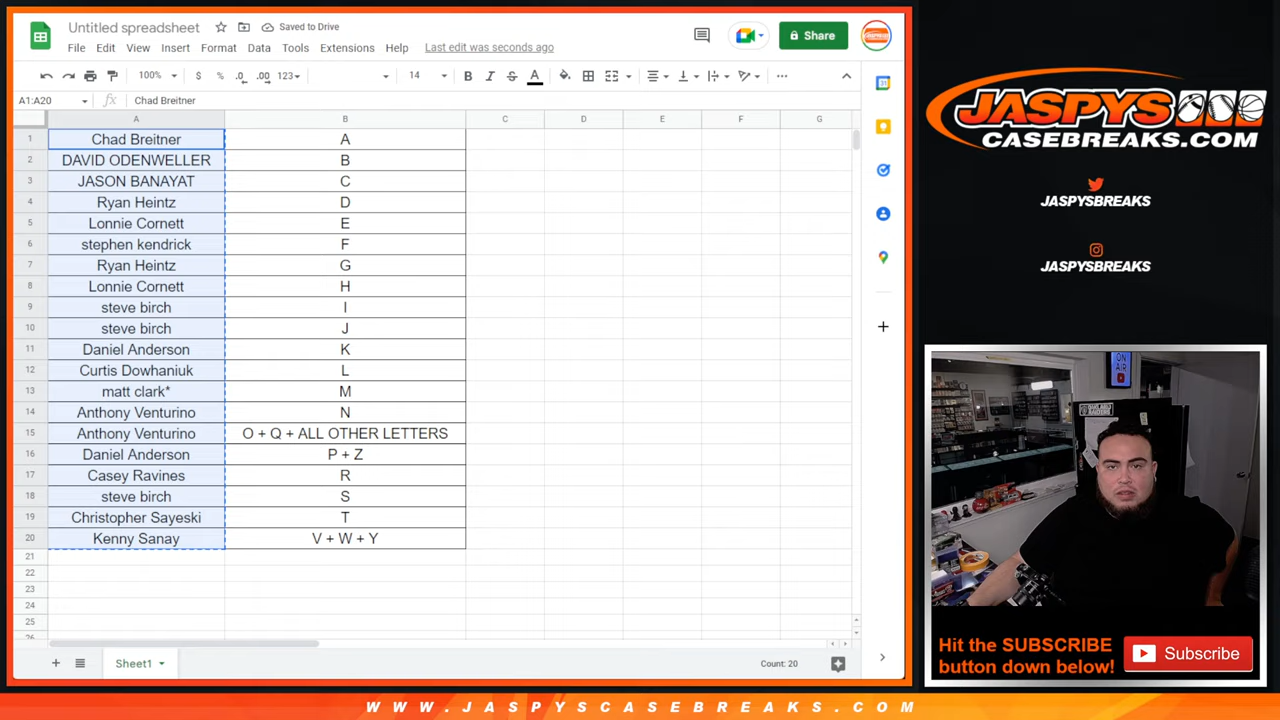 Untitled spreadsheet
Saved to Drive
File Edit View Insert Format Data Tools Extensions Help Last edit was seconds ago
Share
100% $ % .0 .00 123 14 B I S A
A1:A20 fx Chad Breitner
A B C D E F G
1 Chad Breitner A
2 DAVID ODENWELLER B
3 JASON BANAYAT C
4 Ryan Heintz D
5 Lonnie Cornett E
6 stephen kendrick F
7 Ryan Heintz G
8 Lonnie Cornett H
9 steve birch I
10 steve birch J
11 Daniel Anderson K
12 Curtis Dowhaniuk L
13 matt clark* M
14 Anthony Venturino N
15 Anthony Venturino O + Q + ALL OTHER LETTERS
16 Daniel Anderson P + Z
17 Casey Ravines R
18 steve birch S
19 Christopher Sayeski T
20 Kenny Sanay V + W + Y
21
22
23
24
25
26
Sheet1
Count: 20
JASPYS
CASEBREAKS.COM
JASPYSBREAKS
JASPYSBREAKS
ON
AIR
Hit the SUBSCRIBE
button down below!
Subscribe
WWW.JASPYSCASEBREAKS.COM